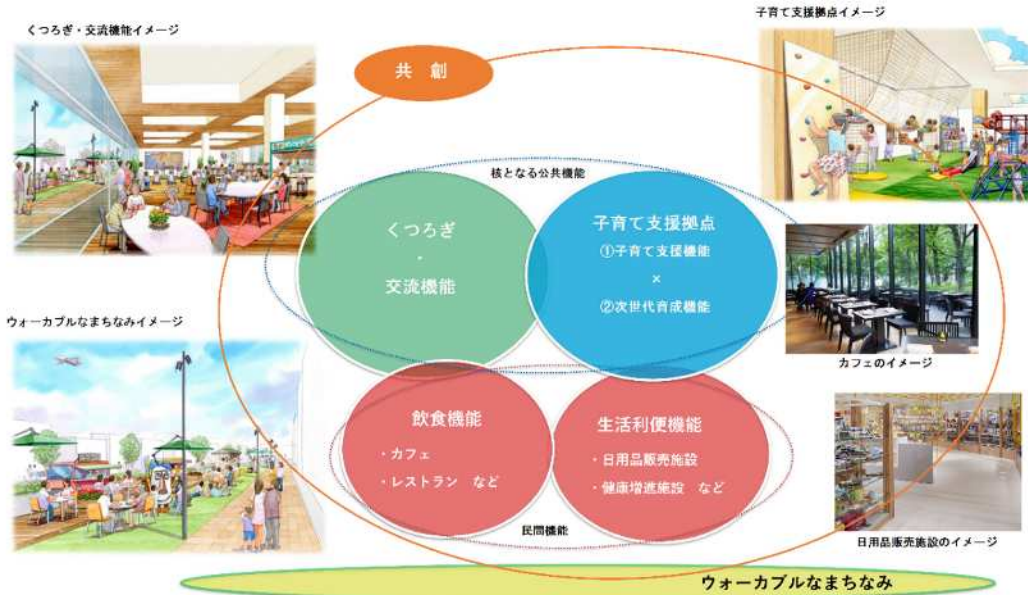 くつろぎ・交流機能イメージ
子育て支援拠点イメージ
共 創
核となる公共機能
くつろぎ
・
交流機能
子育て支援拠点
①子育て支援機能
×
②次世代育成機能
ウォーカブルなまちなみイメージ
カフェのイメージ
飲食機能
・カフェ
・レストラン など
生活利便機能
・日用品販売施設
・健康増進施設 など
民間機能
日用品販売施設のイメージ
ウォーカブルなまちなみ